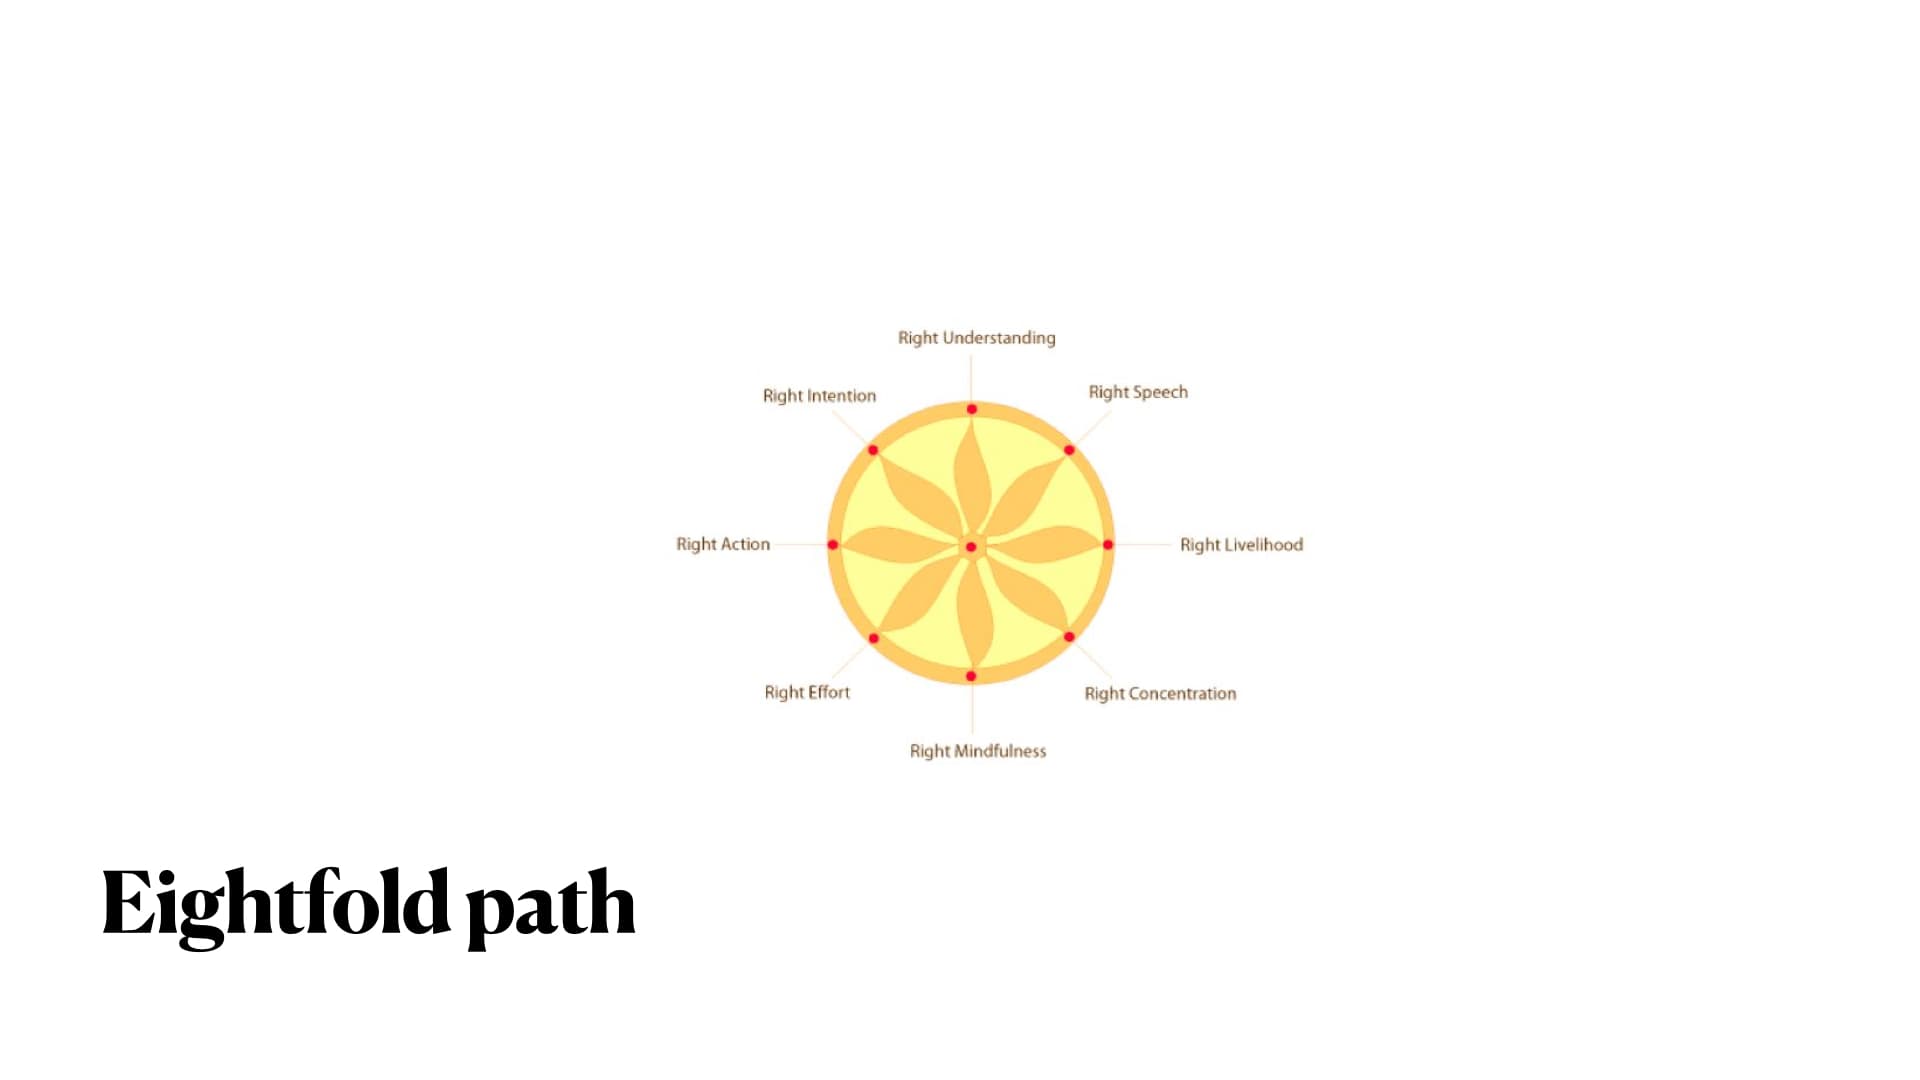 Right Understanding
Right Intention
Right Speech
Right Action
Right Livelihood
Right Effort
Right Concentration
Right Mindfulness
Eightfold path